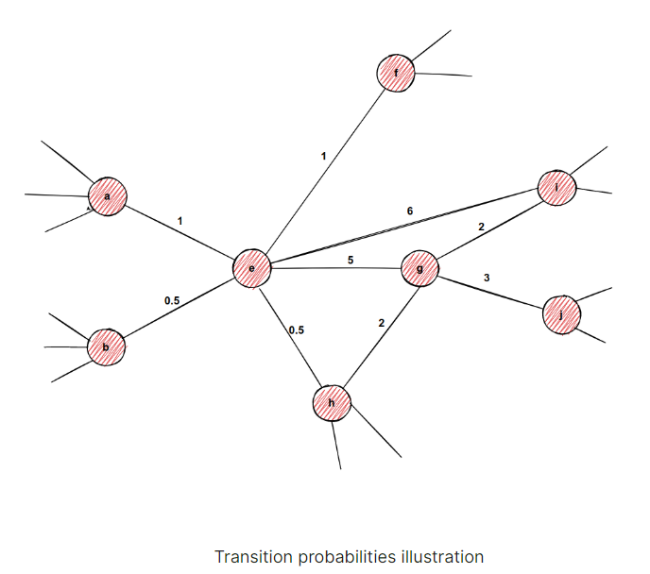 f
1
i
a
6
2
1
e
5
g
3
0.5
j
0.5
2
b
h
Transition probabilities illustration